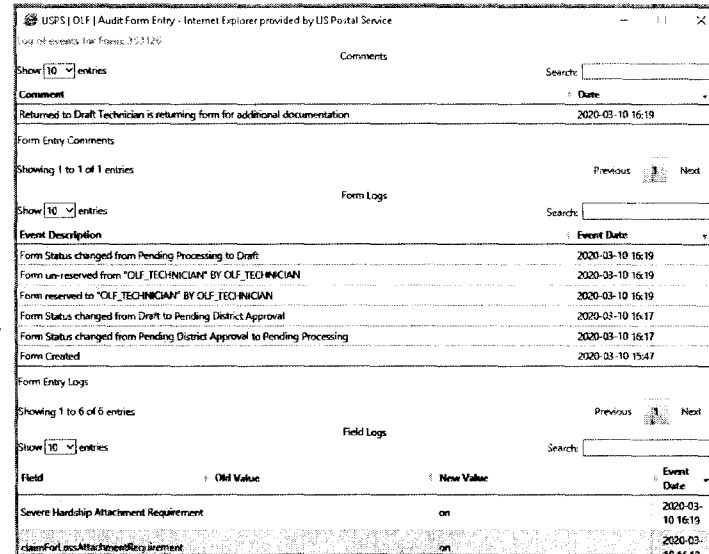 USPS | OLF | Audit Form Entry - Internet Explorer provided by US Postal Service
Log of events for Form: 353126
Comments
Show 10 entries Search:
Comment Date
Returned to Draft Technician is returning form for additional documentation 2020-03-10 16:19
Form Entry Comments
Showing 1 to 1 of 1 entries Previous 1 Next
Form Logs
Show 10 entries Search:
Event Description Event Date
Form Status changed from Pending Processing to Draft 2020-03-10 16:19
Form un-reserved from "OLF_TECHNICIAN" BY OLF_TECHNICIAN 2020-03-10 16:19
Form reserved to "OLF_TECHNICIAN" BY OLF_TECHNICIAN 2020-03-10 16:19
Form Status changed from Draft to Pending District Approval 2020-03-10 16:17
Form Status changed from Pending District Approval to Pending Processing 2020-03-10 16:17
Form Created 2020-03-10 15:47
Form Entry Logs
Showing 1 to 6 of 6 entries Previous 1 Next
Field Logs
Show 10 entries Search:
Field Old Value New Value Event
Date
Severe Hardship Attachment Requirement on 2020-03-
10 16:19
claimForLossAttachmentRequirement on 2020-03-